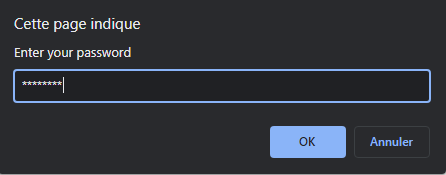 Cette page indique
Enter your password
********
OK Annuler